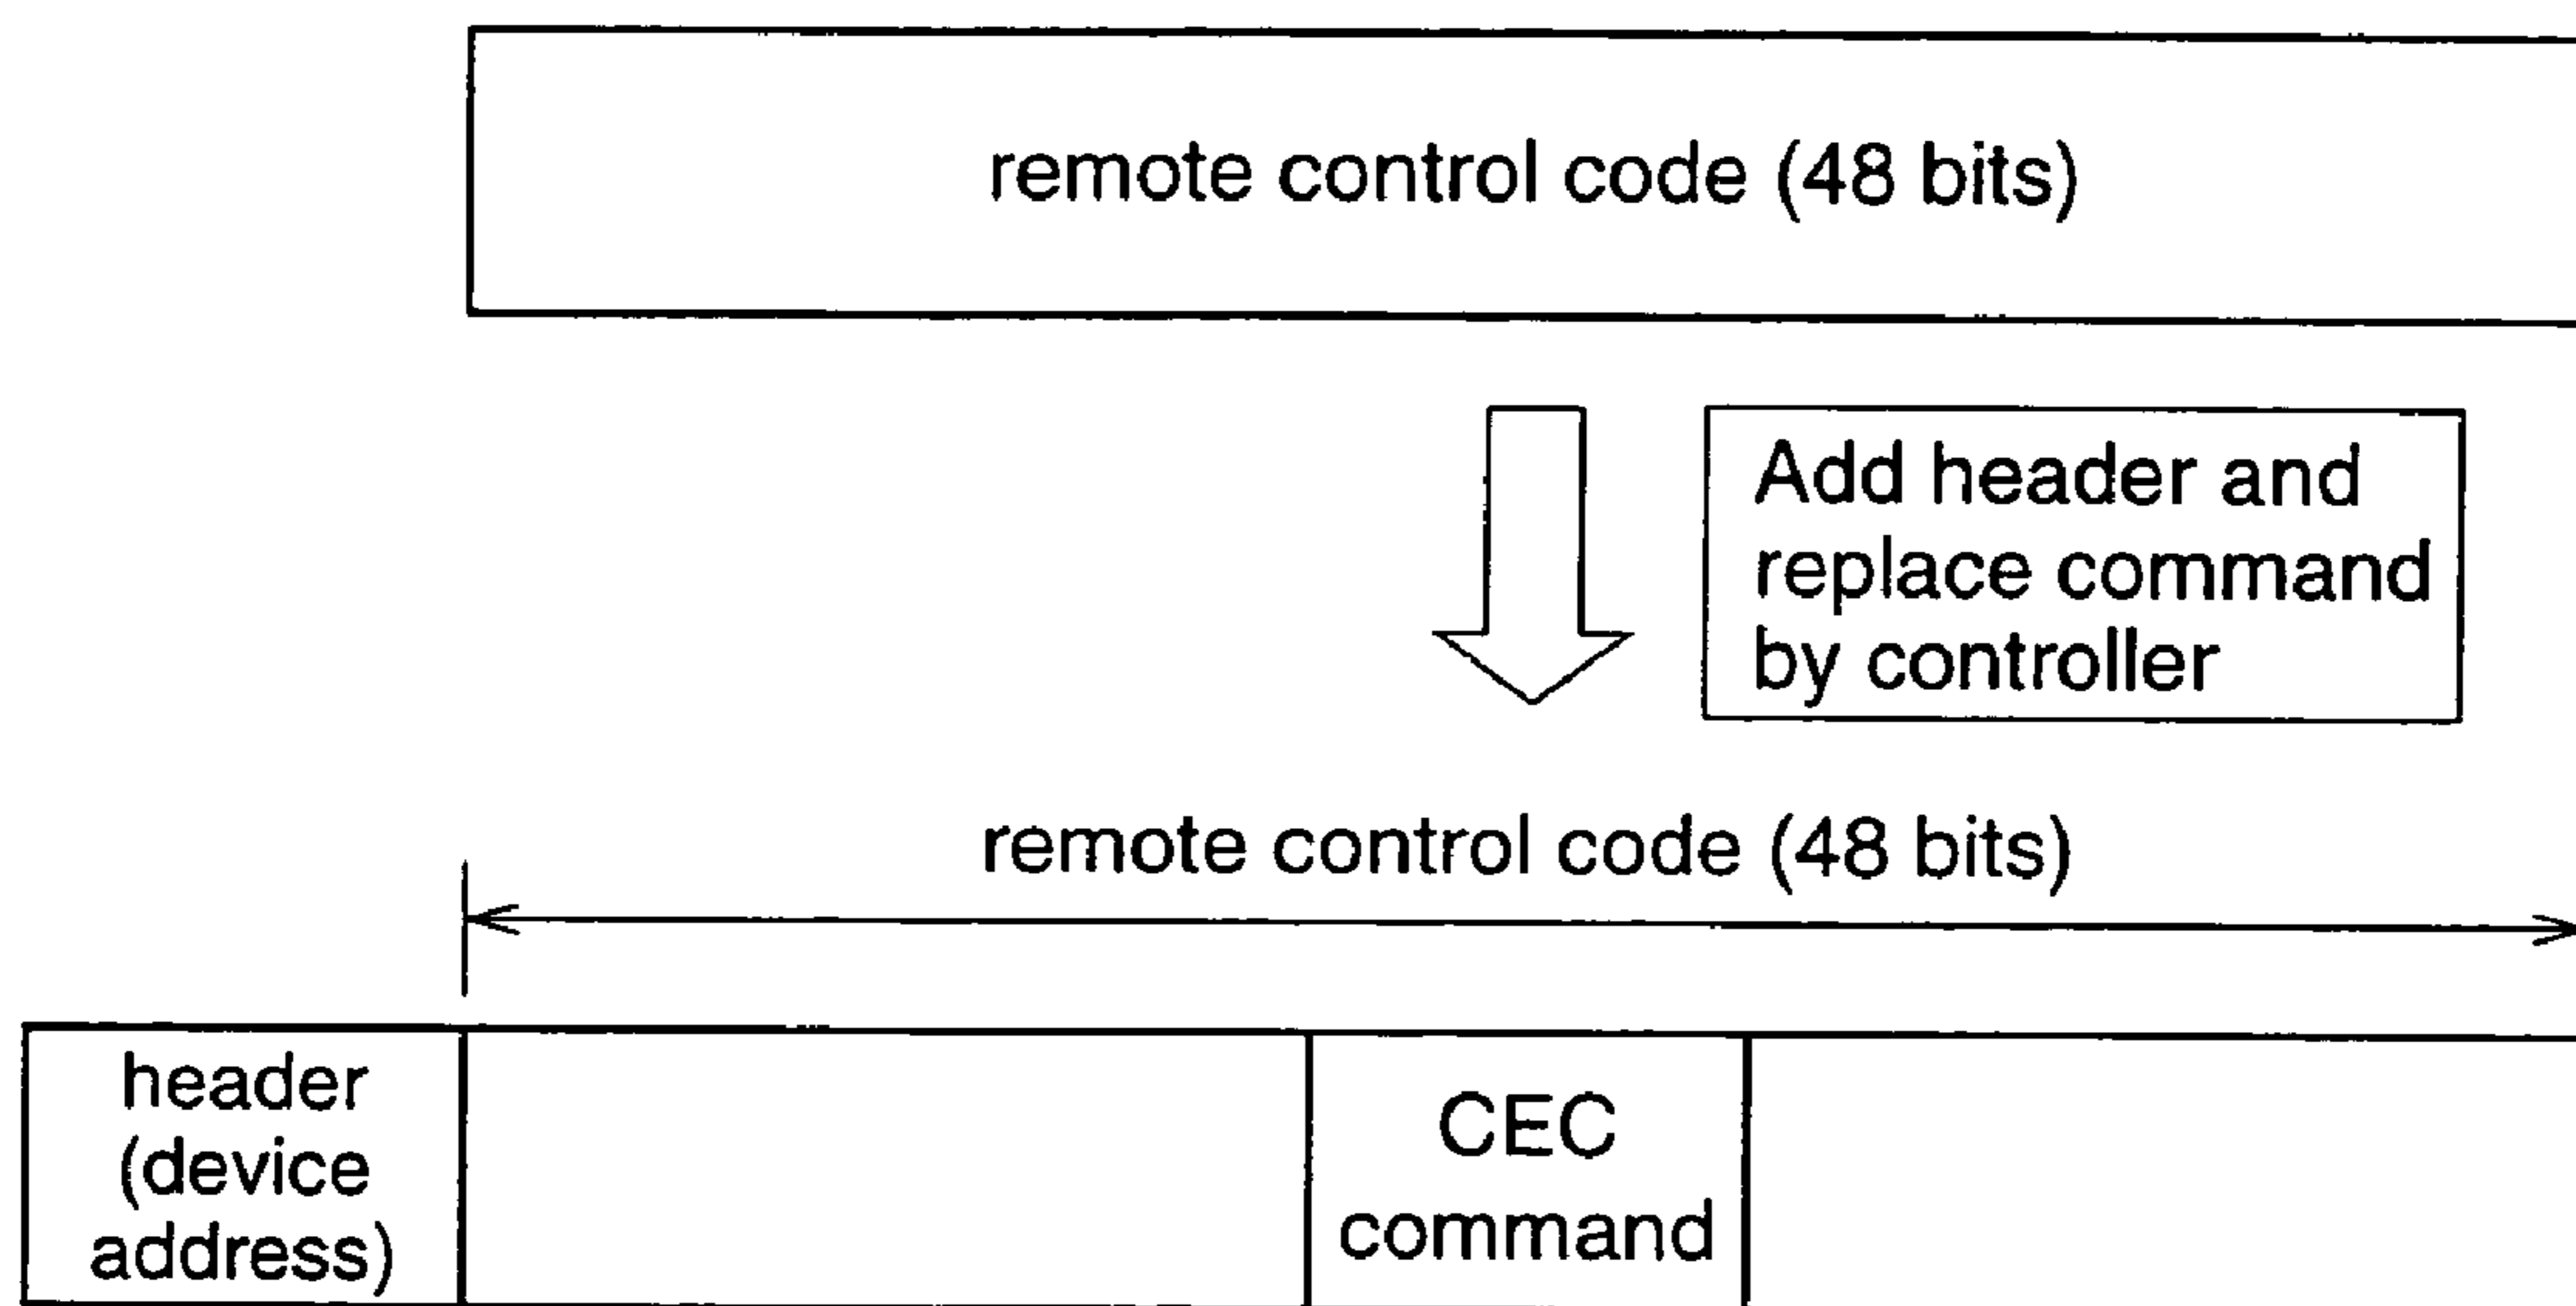 remote control code (48 bits)
Add header and
replace command
by controller
remote control code (48 bits)
header
(device
address)
CEC
command